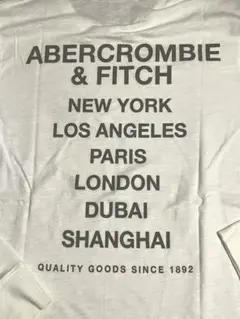 ABERCROMBIE
& FITCH
NEW YORK
LOS ANGELES
PARIS
LONDON
DUBAI
SHANGHAI
QUALITY GOODS SINCE 1892